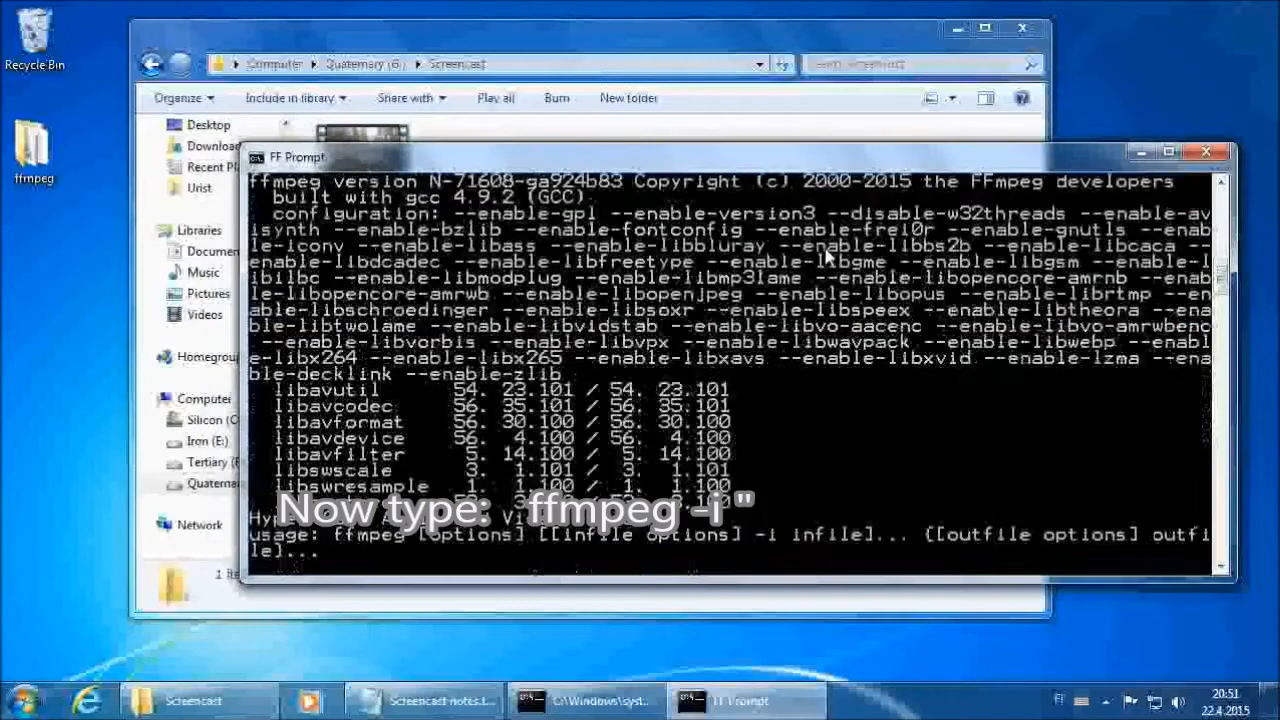 Recycle Bin
ffmpeg
Computer Quaternary (G:) Screencast
Organize Include in library Share with Play all Burn New folder
Desktop
Recent
Urist
Libraries
Music
Pictures
Videos
Computer
Silicon
Iron (E:)
Tertiary
Network
FF Prompt
ffmpeg version N-71608-ga924b83 Copyright (c) 2000-2015 the FFmpeg developers
built with gcc 4.9.2 (GCC)
configuration: --enable-gpl --enable-version3 --disable-w32threads --enable-av
isynth --enable-bzlib --enable-fontconfig --enable-frei0r --enable-gnutls --enab
le-iconv --enable-libass --enable-libbluray --enable-libbs2b --enable-libcaca --
enable-libdcadec --enable-libfreetype --enable-libgme --enable-libgsm --enable-l
ibilbc --enable-libmodplug --enable-libmp3lame --enable-libopencore-amrnb --enab
le-libopencore-amrwb --enable-libopenjpeg --enable-libopus --enable-librtmp --en
able-libschroedinger --enable-libsoxr --enable-libspeex --enable-libtheora --ena
ble-libtwolame --enable-libvidstab --enable-libvo-aacenc --enable-libvo-amrwbenc
--enable-libvorbis --enable-libvpx --enable-libwavpack --enable-libwebp --enabl
e-libx264 --enable-libx265 --enable-libxavs --enable-libxvid --enable-lzma --ena
ble-decklink --enable-zlib
libavutil 54. 23.101 / 54. 23.101
libavcodec 56. 35.101 / 56. 35.101
libavformat 56. 30.100 / 56. 30.100
libavdevice 56. 4.100 / 56. 4.100
libavfilter 5. 14.100 / 5. 14.100
libswscale 3. 1.101 / 3. 1.101
libswresample 1. 1.100 / 1. 1.100
Now type: ffmpeg -i "
usage: ffmpeg [options] [[infile options] -i infile]... {[outfile options] outfi
le}...
Screencast
Screencast notes.t...
C:\Windows\syst...
FF Prompt
FI
20:51
22.4.2015